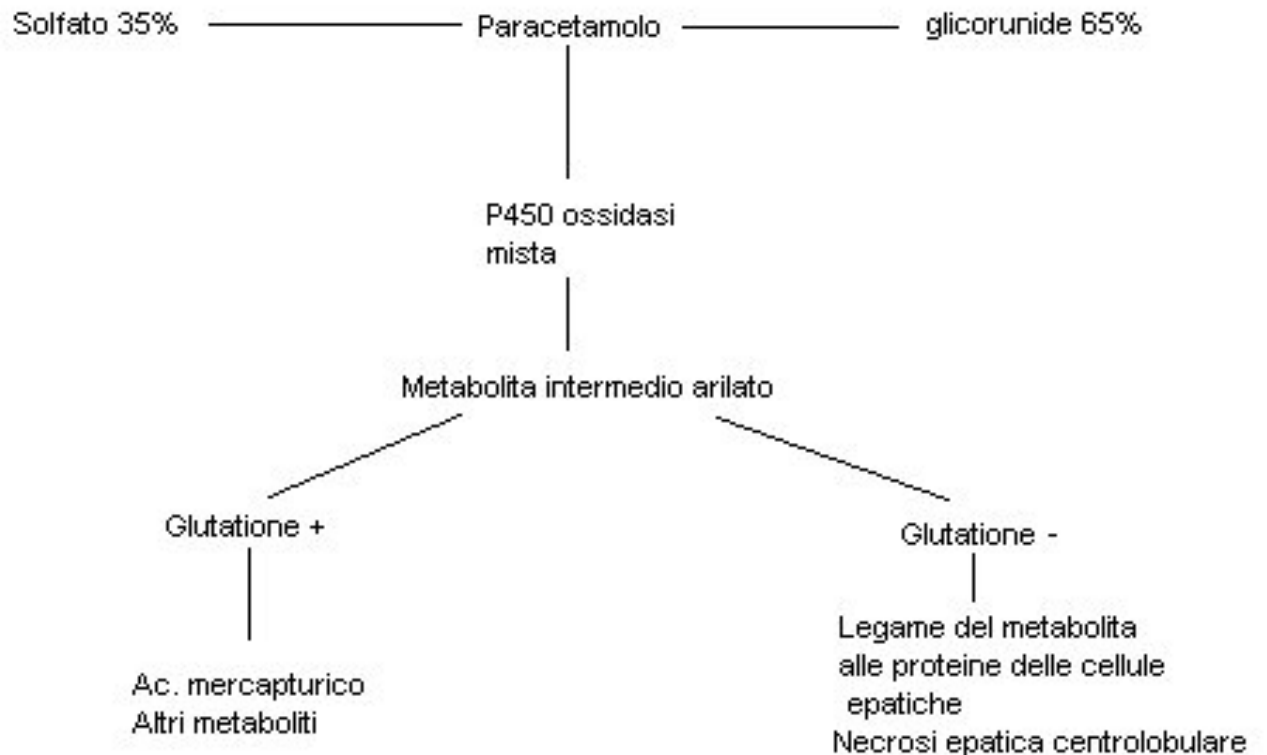 Solfato 35%
Paracetamolo
glicorunide 65%
P450 ossidasi
mista
Metabolita intermedio arilato
Glutatione +
Glutatione -
Ac. mercapturico
Altri metaboliti
Legame del metabolita
alle proteine delle cellule
epatiche
Necrosi epatica centrolobulare